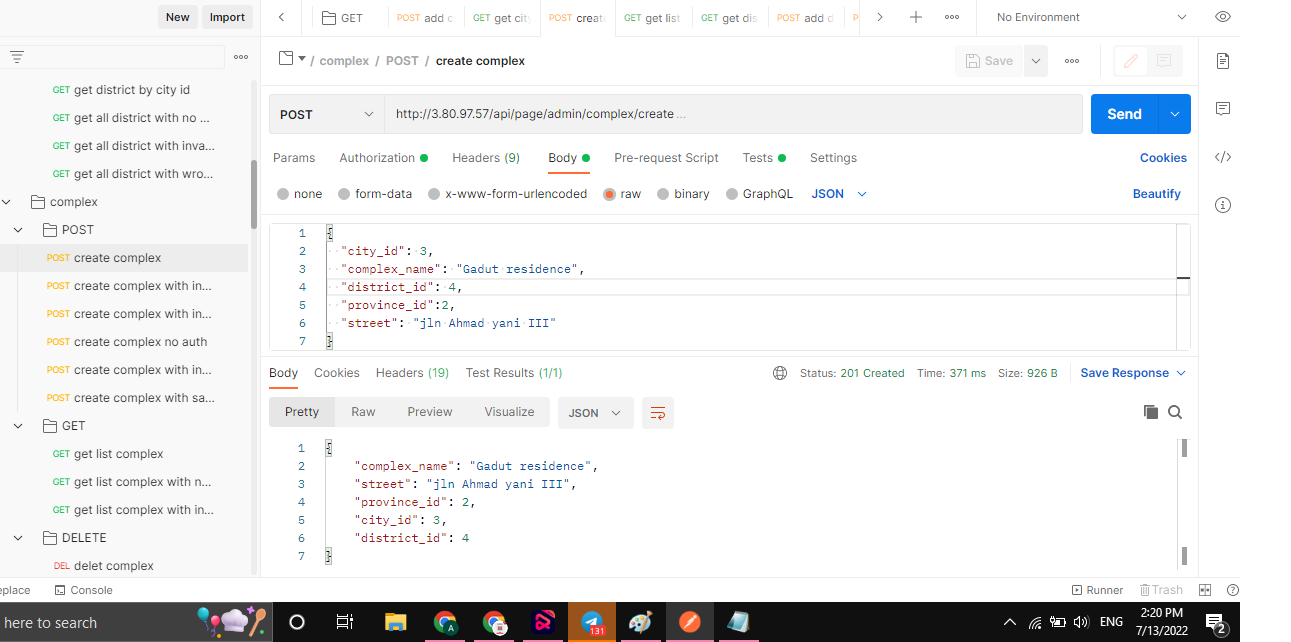 New
Import
GET
POST add c
GET get city
POST create
GET get list
GET get dis
POST add d
No Environment
/ complex / POST / create complex
Save
GET get district by city id
GET get all district with no ...
GET get all district with inva...
GET get all district with wro...
complex
POST
POST create complex
POST create complex with in...
POST create complex with in...
POST create complex no auth
POST create complex with in...
POST create complex with sa...
GET
GET get list complex
GET get list complex with n...
GET get list complex with in...
DELETE
DEL delet complex
POST
http://3.80.97.57/api/page/admin/complex/create ...
Send
Params
Authorization
Headers (9)
Body
Pre-request Script
Tests
Settings
Cookies
none
form-data
x-www-form-urlencoded
raw
binary
GraphQL
JSON
Beautify
1 {
2 "city_id": 3,
3 "complex_name": "Gadut residence",
4 "district_id": 4,
5 "province_id":2,
6 "street": "jln Ahmad yani III"
7 }
Body
Cookies
Headers (19)
Test Results (1/1)
Status: 201 Created
Time: 371 ms
Size: 926 B
Save Response
Pretty
Raw
Preview
Visualize
JSON
1 {
2 "complex_name": "Gadut residence",
3 "street": "jln Ahmad yani III",
4 "province_id": 2,
5 "city_id": 3,
6 "district_id": 4
7 }
eplace
Console
Runner
Trash
here to search
A
131
ENG
2:20 PM
7/13/2022
2